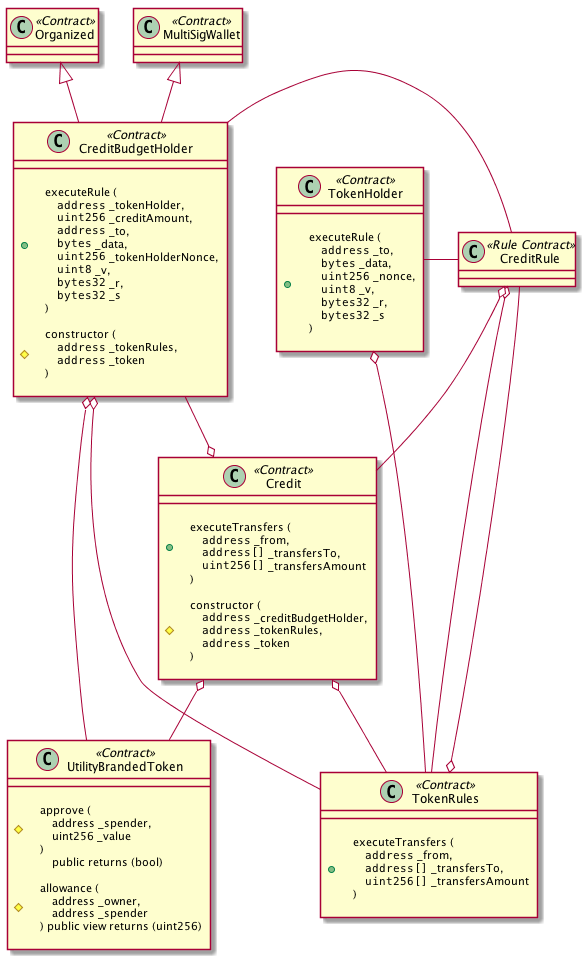 C «Contract»
Organized
C «Contract»
MultiSigWallet
C «Contract»
CreditBudgetHolder
executeRule (
address _tokenHolder,
uint256 _creditAmount,
address _to,
bytes _data,
uint256 _tokenHolderNonce,
uint8 _v,
bytes32 _r,
bytes32 _s
)
constructor (
address _tokenRules,
address _token
)
C «Contract»
TokenHolder
executeRule (
address _to,
bytes _data,
uint256 _nonce,
uint8 _v,
bytes32 _r,
bytes32 _s
)
C «Rule Contract»
CreditRule
C «Contract»
Credit
executeTransfers (
address _from,
address[] _transfersTo,
uint256[] _transfersAmount
)
constructor (
address _creditBudgetHolder,
address _tokenRules,
address _token
)
C «Contract»
UtilityBrandedToken
approve (
address _spender,
uint256 _value
)
public returns (bool)
allowance (
address _owner,
address _spender
) public view returns (uint256)
C «Contract»
TokenRules
executeTransfers (
address _from,
address[] _transfersTo,
uint256[] _transfersAmount
)